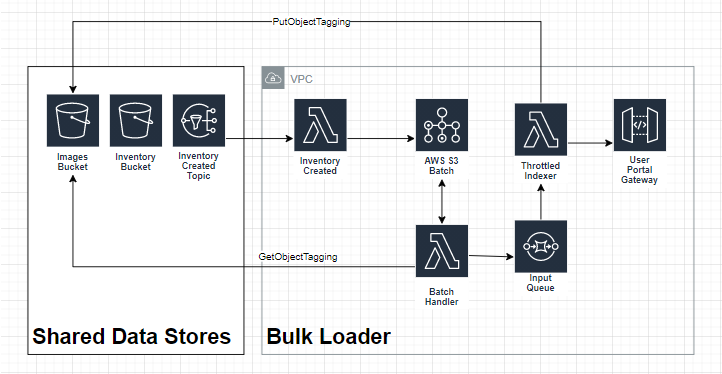 PutObjectTagging
VPC
Images
Bucket
Inventory
Bucket
Inventory
Created
Topic
Inventory
Created
AWS S3
Batch
Throttled
Indexer
User
Portal
Gateway
GetObjectTagging
Batch
Handler
Input
Queue
Shared Data Stores
Bulk Loader